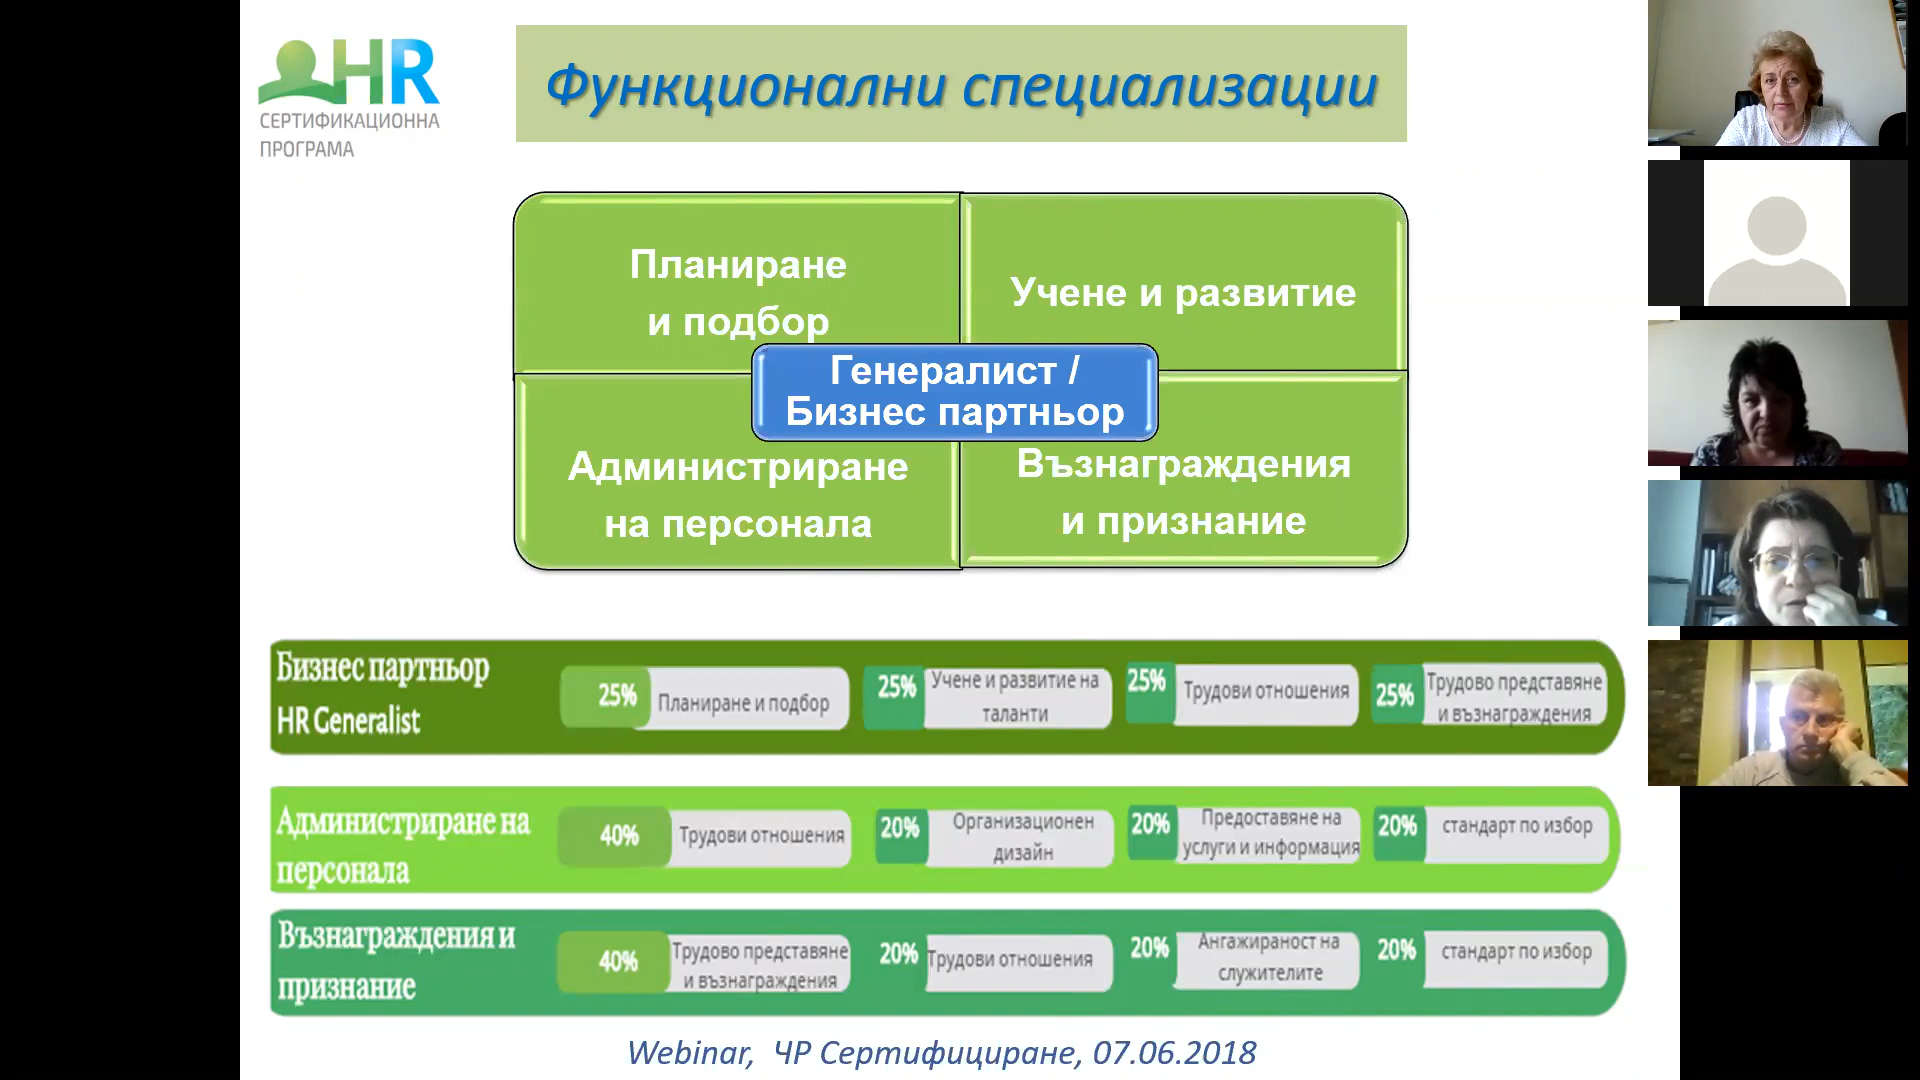 HR
СЕРТИФИКАЦИОННА
ПРОГРАМА
Функционални специализации
Планиране
и подбор
Учене и развитие
Генералист /
Бизнес партньор
Администриране
на персонала
Възнаграждения
и признание
Бизнес партньор
HR Generalist
25%
Планиране и подбор
25%
Учене и развитие на
таланти
25%
Трудови отношения
25%
Трудово представяне
и възнаграждения
Администриране на
персонала
40%
Трудови отношения
20%
Организационен
дизайн
20%
Предоставяне на
услуги и информация
20%
стандарт по избор
Възнаграждения и
признание
40%
Трудово представяне
и възнаграждения
20%
Трудови отношения
20%
Ангажираност на
служителите
20%
стандарт по избор
Webinar, ЧР Сертифициране, 07.06.2018